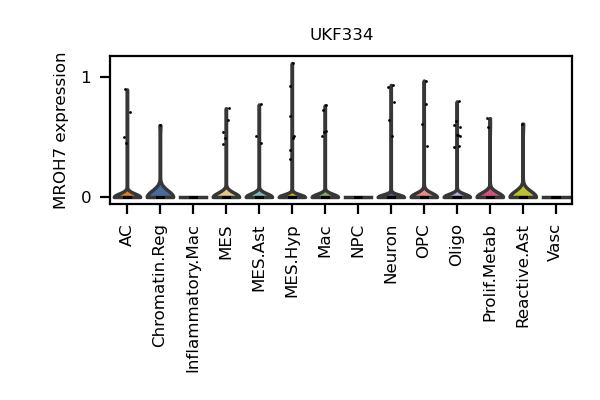 UKF334
MROH7 expression
1
0
AC
Chromatin.Reg
Inflammatory.Mac
MES
MES.Ast
MES.Hyp
Mac
NPC
Neuron
OPC
Oligo
Prolif.Metab
Reactive.Ast
Vasc